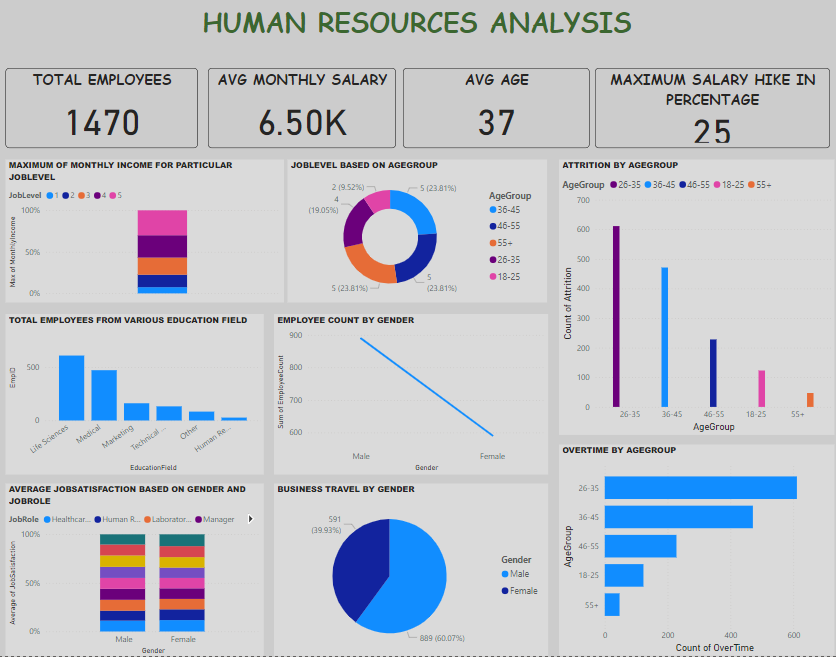 HUMAN RESOURCES ANALYSIS
TOTAL EMPLOYEES
1470
AVG MONTHLY SALARY
6.50K
AVG AGE
37
MAXIMUM SALARY HIKE IN
PERCENTAGE
25
MAXIMUM OF MONTHLY INCOME FOR PARTICULAR
JOBLEVEL
JobLevel 1 2 3 4 5
Max of MonthlyIncome
100%
50%
0%
JOBLEVEL BASED ON AGEGROUP
2 (9.52%)
5 (23.81%)
4
(19.05%)
5 (23.81%)
5
(23.81%)
AgeGroup
36-45
46-55
55+
26-35
18-25
ATTRITION BY AGEGROUP
AgeGroup 26-35 36-45 46-55 18-25 55+
Count of Attrition
700
600
500
400
300
200
100
0
26-35 36-45 46-55 18-25 55+
AgeGroup
TOTAL EMPLOYEES FROM VARIOUS EDUCATION FIELD
EmpID
500
0
Life Sciences
Medical
Marketing
Technical ...
Other
Human Re...
EducationField
EMPLOYEE COUNT BY GENDER
Sum of EmployeeCount
900
800
700
600
Male Female
Gender
OVERTIME BY AGEGROUP
AgeGroup
26-35
36-45
46-55
18-25
55+
0 200 400 600
Count of OverTime
AVERAGE JOBSATISFACTION BASED ON GENDER AND
JOBROLE
JobRole Healthcar... Human R... Laborator... Manager
Average of JobSatisfaction
100%
50%
0%
Male Female
Gender
BUSINESS TRAVEL BY GENDER
591
(39.93%)
889 (60.07%)
Gender
Male
Female